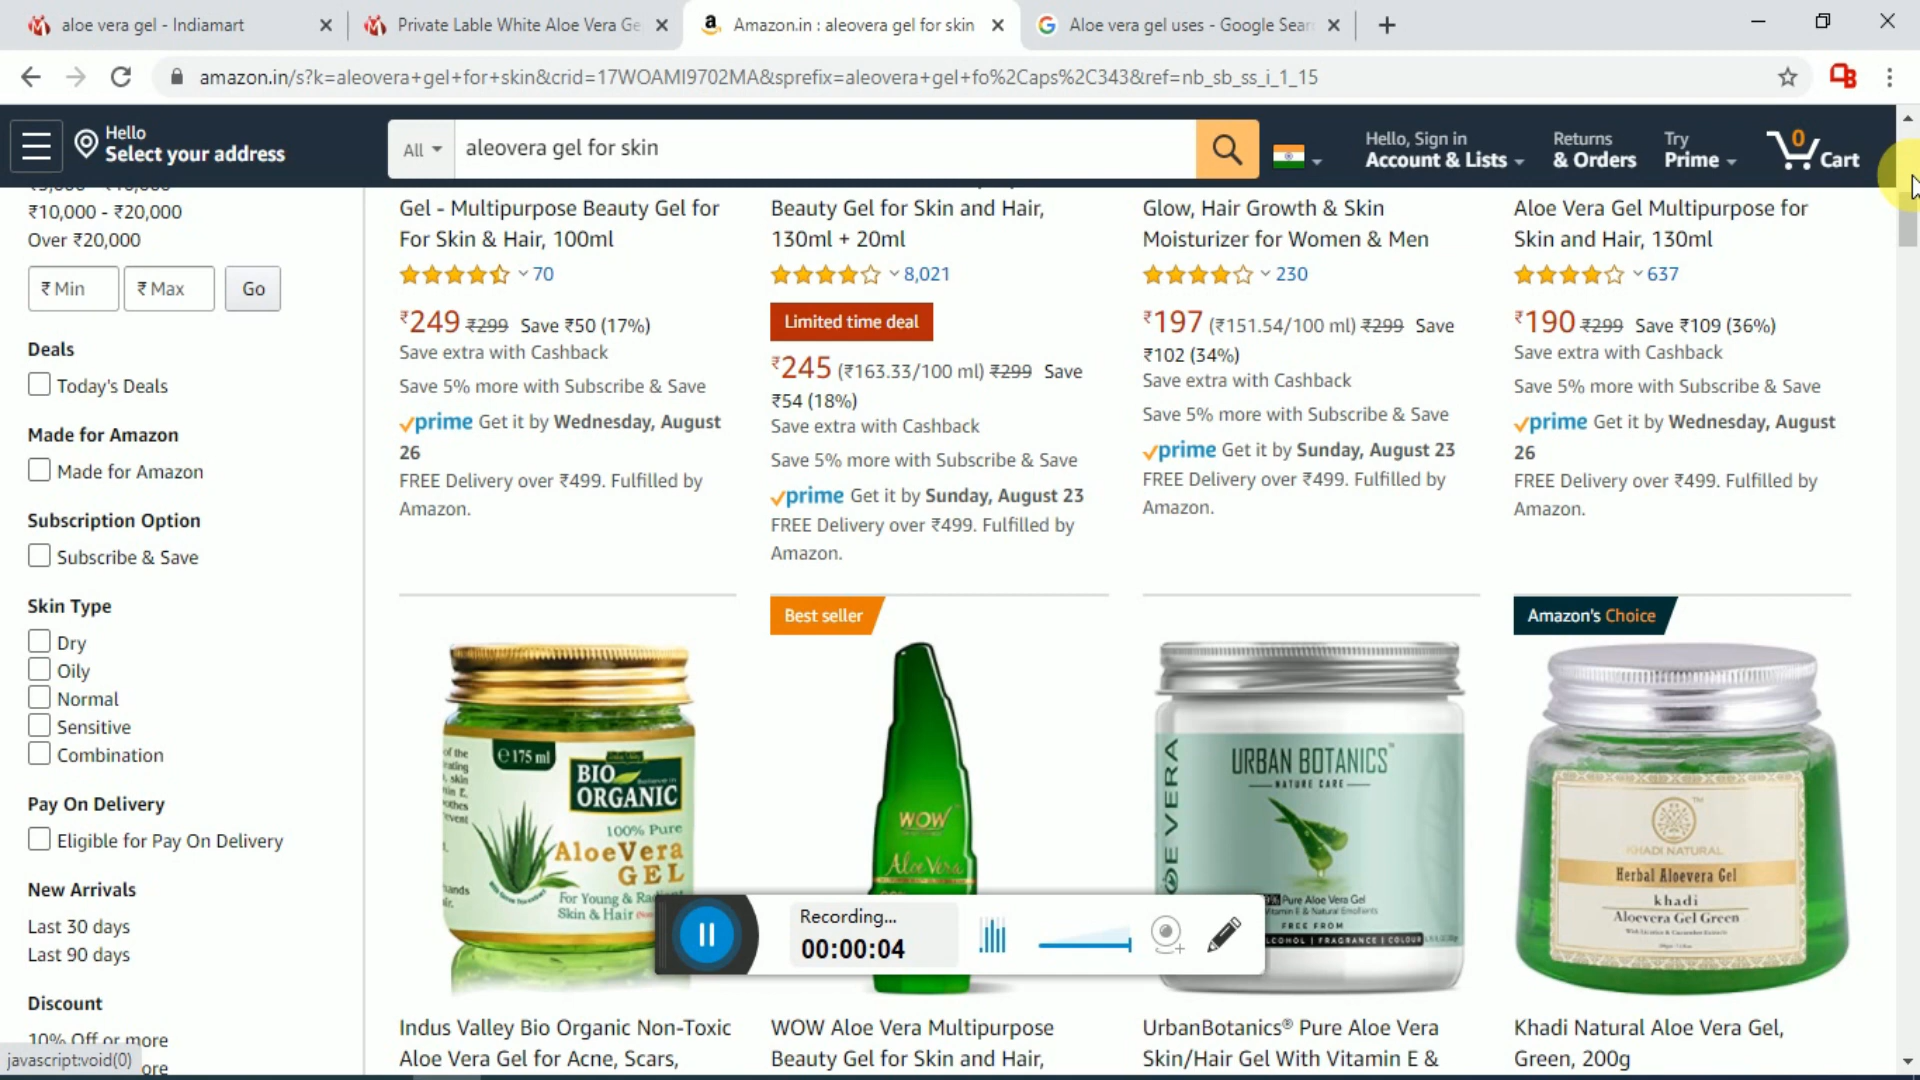 aloe vera gel - Indiamart
Private Lable White Aloe Vera Ge
Amazon.in : aleovera gel for skin
Aloe vera gel uses - Google Sear
amazon.in/s?k=aleovera+gel+for+skin&crid=17WOAMI9702MA&sprefix=aleovera+gel+fo%2Caps%2C343&ref=nb_sb_ss_i_1_15
Hello
Select your address
All
aleovera gel for skin
Hello, Sign in
Account & Lists
Returns
& Orders
Try
Prime
0
Cart
₹10,000 - ₹20,000
Over ₹20,000
₹ Min
₹ Max
Go
Deals
Today's Deals
Made for Amazon
Made for Amazon
Subscription Option
Subscribe & Save
Skin Type
Dry
Oily
Normal
Sensitive
Combination
Pay On Delivery
Eligible for Pay On Delivery
New Arrivals
Last 30 days
Last 90 days
Discount
10% Off or more
ore
javascript:void(0)
Gel - Multipurpose Beauty Gel for
For Skin & Hair, 100ml
70
₹249 ₹299 Save ₹50 (17%)
Save extra with Cashback
Save 5% more with Subscribe & Save
prime Get it by Wednesday, August
26
FREE Delivery over ₹499. Fulfilled by
Amazon.
Beauty Gel for Skin and Hair,
130ml + 20ml
8,021
Limited time deal
₹245 (₹163.33/100 ml) ₹299 Save
₹54 (18%)
Save extra with Cashback
Save 5% more with Subscribe & Save
prime Get it by Sunday, August 23
FREE Delivery over ₹499. Fulfilled by
Amazon.
Glow, Hair Growth & Skin
Moisturizer for Women & Men
230
₹197 (₹151.54/100 ml) ₹299 Save
₹102 (34%)
Save extra with Cashback
Save 5% more with Subscribe & Save
prime Get it by Sunday, August 23
FREE Delivery over ₹499. Fulfilled by
Amazon.
Aloe Vera Gel Multipurpose for
Skin and Hair, 130ml
637
₹190 ₹299 Save ₹109 (36%)
Save extra with Cashback
Save 5% more with Subscribe & Save
prime Get it by Wednesday, August
26
FREE Delivery over ₹499. Fulfilled by
Amazon.
℮ 175 ml
BIO
ORGANIC
100% Pure
AloeVera
GEL
For Young & Ra
Skin & Hair
Indus Valley Bio Organic Non-Toxic
Aloe Vera Gel for Acne, Scars,
Best seller
WOW
Aloe Vera
WOW Aloe Vera Multipurpose
Beauty Gel for Skin and Hair,
URBAN BOTANICS™
NATURE CARE
Pure Aloe Vera Gel
Vitamin E & Natural Emollients
FREE FROM
LCOHOL | FRAGRANCE | COLOUR
UrbanBotanics® Pure Aloe Vera
Skin/Hair Gel With Vitamin E &
Amazon's Choice
KHADI NATURAL
Herbal Aloevera Gel
khadi
Aloevera Gel Green
Khadi Natural Aloe Vera Gel,
Green, 200g
Recording...
00:00:04